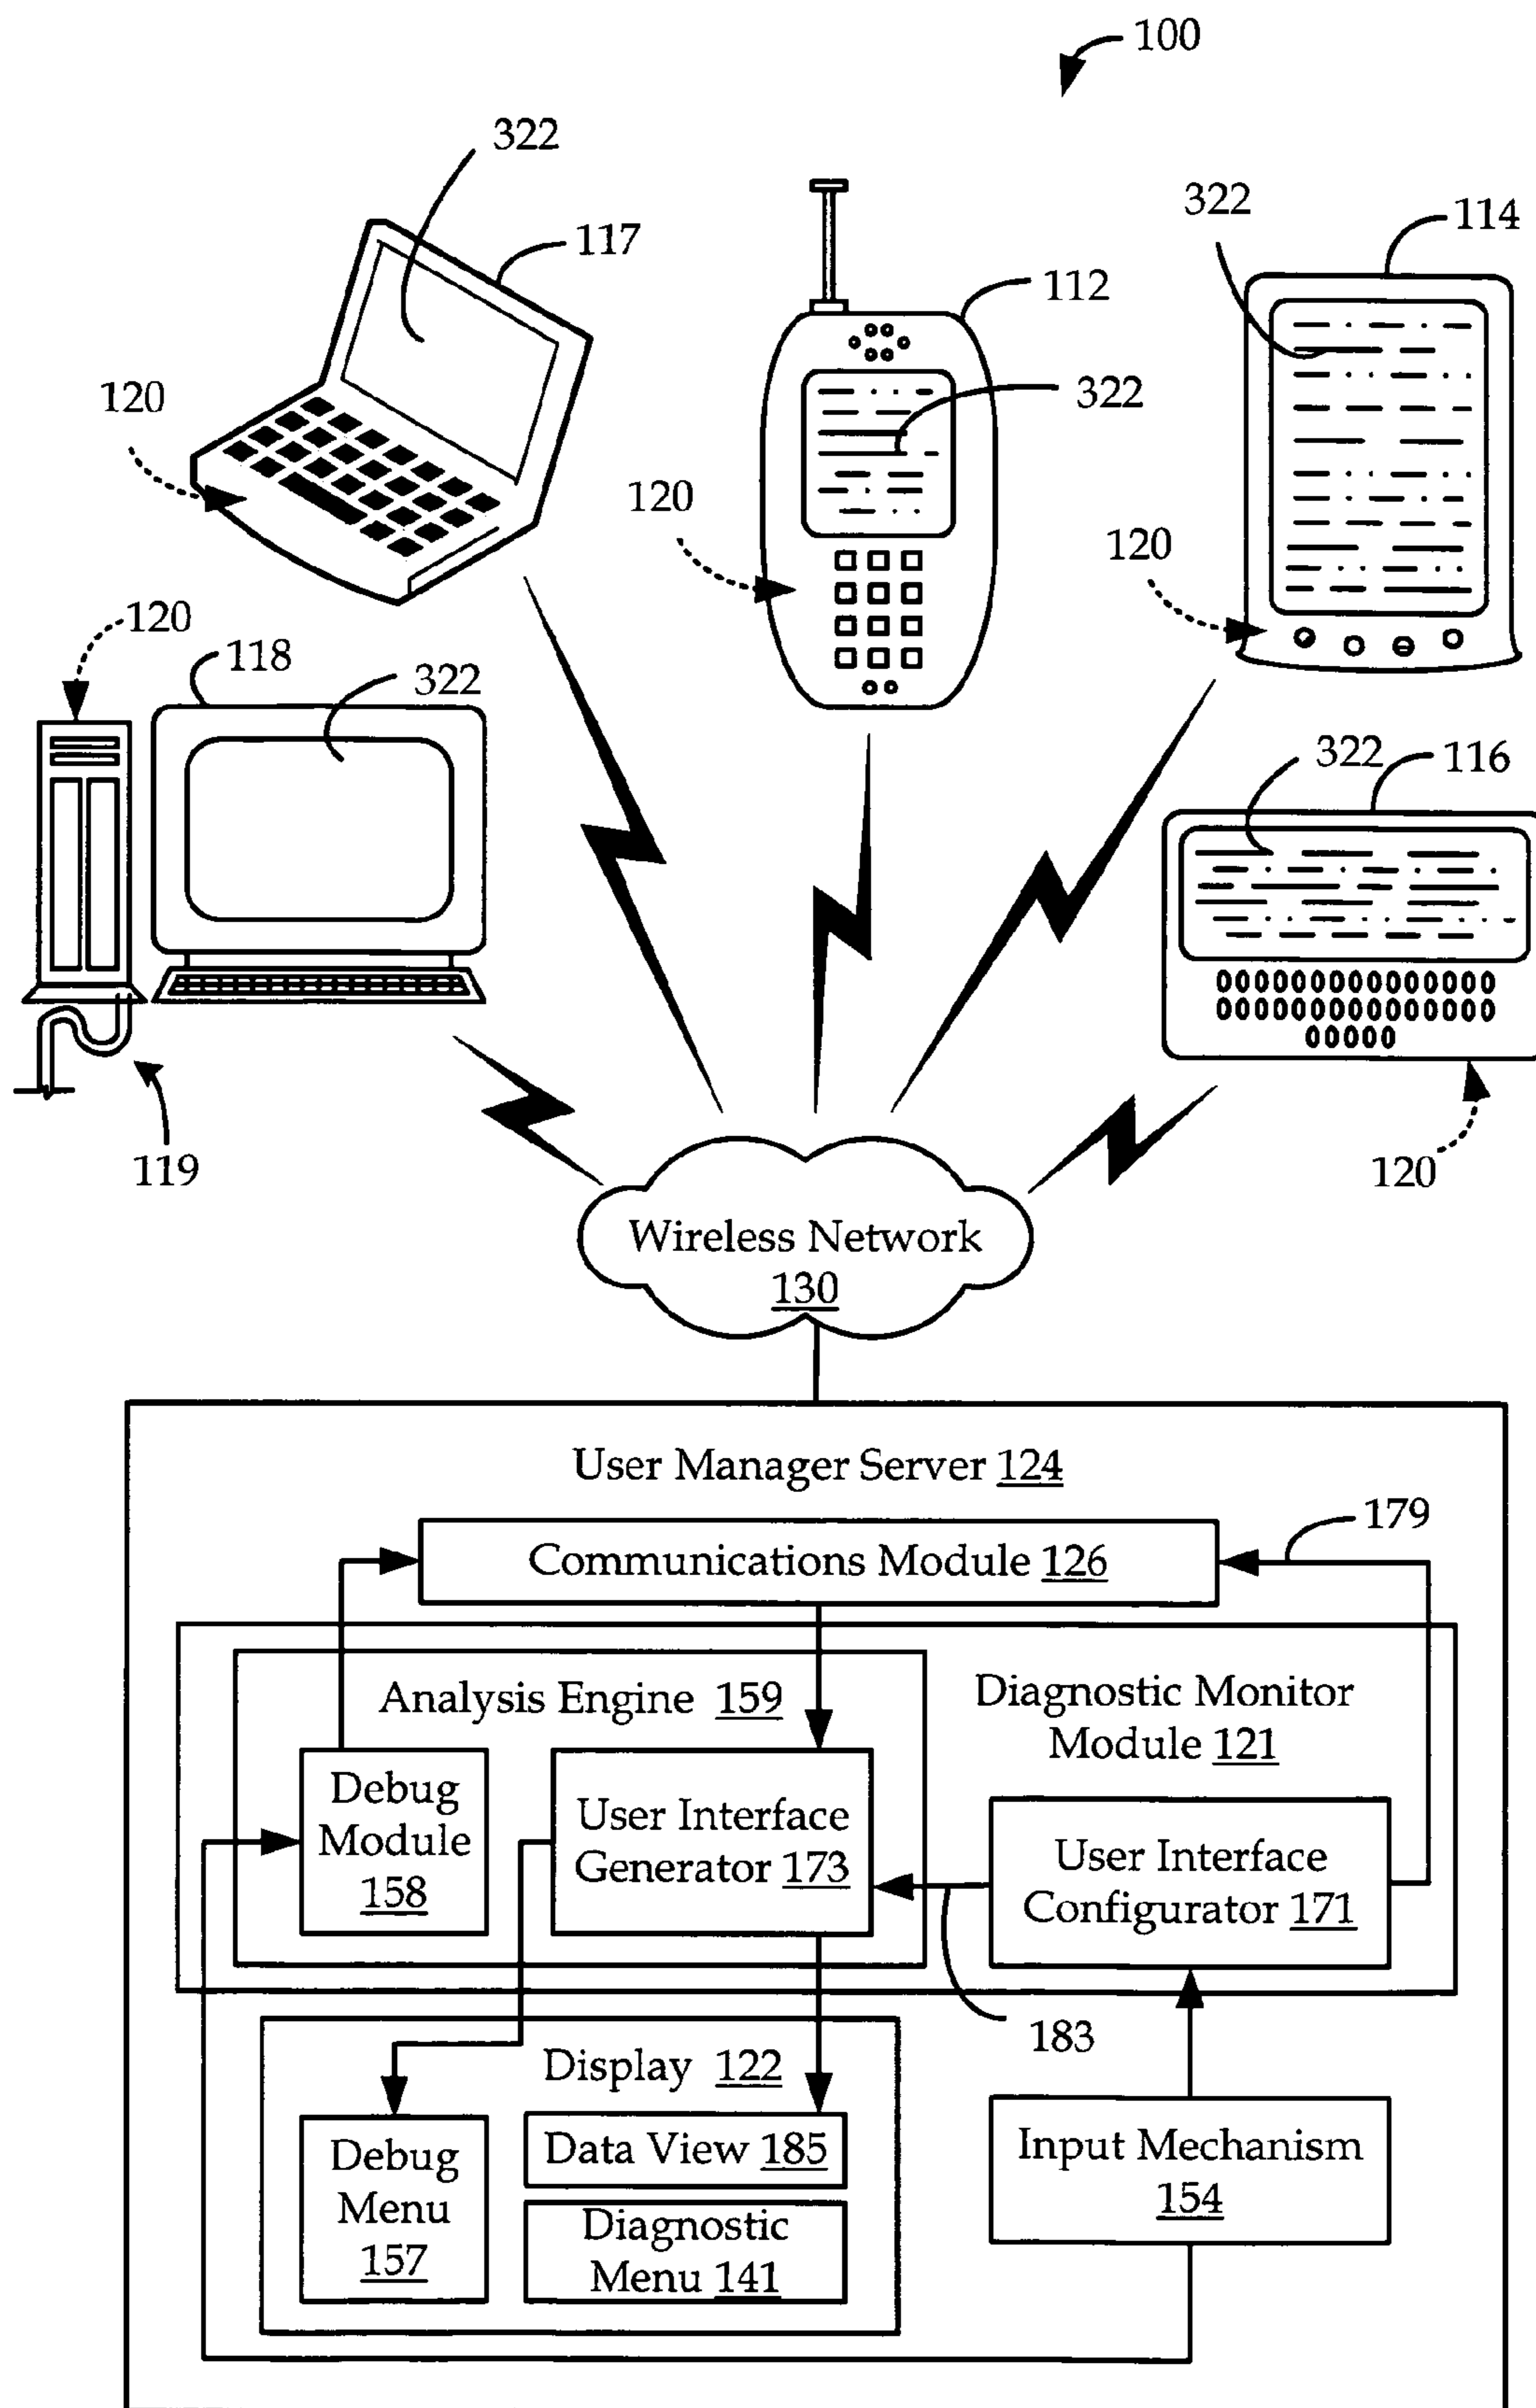 100
322
117
322
114
112
120
322
120
120
120
118
322
322
116
119
120
Wireless Network
130
User Manager Server 124
179
Communications Module 126
Analysis Engine 159
Diagnostic Monitor
Module 121
Debug
Module
158
User Interface
Generator 173
User Interface
Configurator 171
183
Display 122
Debug
Menu
157
Data View 185
Diagnostic
Menu 141
Input Mechanism
154